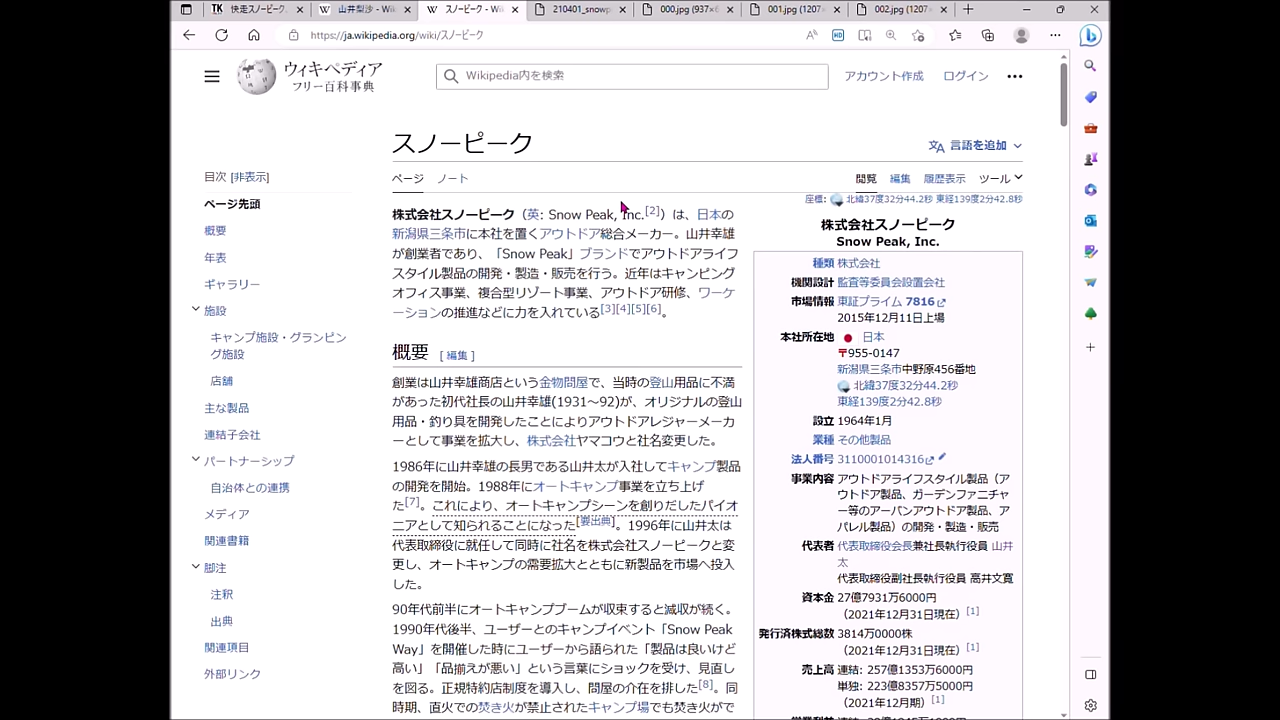 快走スノーピーク.
山井梨沙 - Wik
スノーピーク - Wi
210401_snowp
000.jpg (937×6
001.jpg (1207×
002.jpg (1207×
https://ja.wikipedia.org/wiki/スノーピーク
ウィキペディア
フリー百科事典
Wikipedia内を検索
アカウント作成
ログイン
スノーピーク
言語を追加
ページ ノート
閲覧 編集 履歴表示 ツール
座標: 北緯37度32分44.2秒 東経139度2分42.8秒
目次 [非表示]
ページ先頭
概要
年表
ギャラリー
施設
キャンプ施設・グランピン
グ施設
店舗
主な製品
連結子会社
パートナーシップ
自治体との連携
メディア
関連書籍
脚注
注釈
出典
関連項目
外部リンク
株式会社スノーピーク（英: Snow Peak, Inc.[2]）は、日本の
新潟県三条市に本社を置くアウトドア総合メーカー。山井幸雄
が創業者であり、「Snow Peak」ブランドでアウトドアライフ
スタイル製品の開発・製造・販売を行う。近年はキャンピング
オフィス事業、複合型リゾート事業、アウトドア研修、ワーケ
ーションの推進などに力を入れている[3][4][5][6]。
概要 [編集]
創業は山井幸雄商店という金物問屋で、当時の登山用品に不満
があった初代社長の山井幸雄(1931〜92)が、オリジナルの登山
用品・釣り具を開発したことによりアウトドアレジャーメーカ
ーとして事業を拡大し、株式会社ヤマコウと社名変更した。
1986年に山井幸雄の長男である山井太が入社してキャンプ製品
の開発を開始。1988年にオートキャンプ事業を立ち上げ
た[7]。これにより、オートキャンプシーンを創りだしたパイオ
ニアとして知られることになった[要出典]。1996年に山井太は
代表取締役に就任して同時に社名を株式会社スノーピークと変
更し、オートキャンプの需要拡大とともに新製品を市場へ投入
した。
90年代前半にオートキャンプブームが収束すると減収が続く。
1990年代後半、ユーザーとのキャンプイベント「Snow Peak
Way」を開催した時にユーザーから語られた「製品は良いけど
高い」「品揃えが悪い」という言葉にショックを受け、見直し
を図る。正規特約店制度を導入し、問屋の介在を排した[8]。同
時期、直火での焚き火が禁止されたキャンプ場でも焚き火がで
株式会社スノーピーク
Snow Peak, Inc.
種類 株式会社
機関設計 監査等委員会設置会社
市場情報 東証プライム 7816
2015年12月11日上場
本社所在地 日本
〒955-0147
新潟県三条市中野原456番地
北緯37度32分44.2秒
東経139度2分42.8秒
設立 1964年1月
業種 その他製品
法人番号 3110001014316
事業内容 アウトドアライフスタイル製品（ア
ウトドア製品、ガーデンファニチャ
ー等のアーバンアウトドア製品、ア
パレル製品）の開発・製造・販売
代表者 代表取締役会長兼社長執行役員 山井
太
代表取締役副社長執行役員 高井文寛
資本金 27億7931万6000円
（2021年12月31日現在）[1]
発行済株式総数 3814万0000株
（2021年12月31日現在）[1]
売上高 連結: 257億1353万6000円
単独: 223億8357万5000円
（2021年12月期）[1]